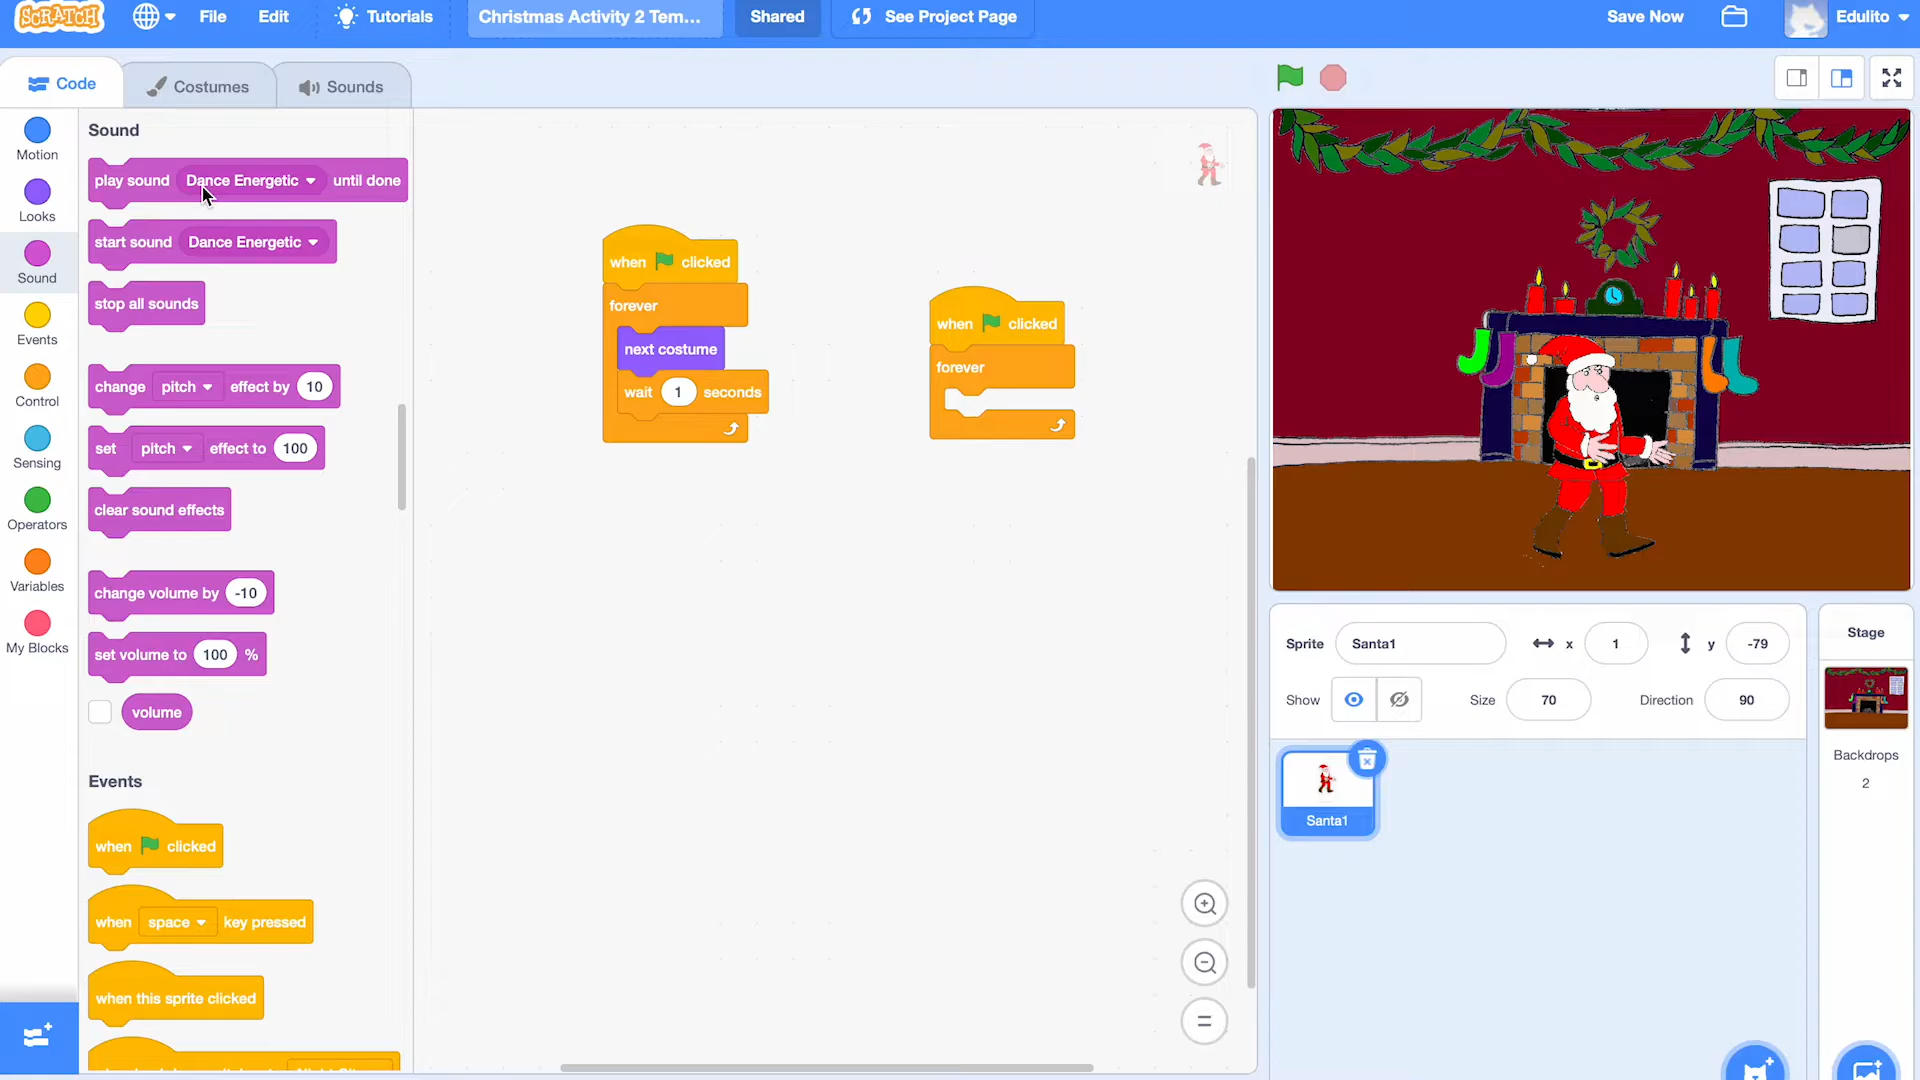 SCRATCH File Edit Tutorials Christmas Activity 2 Tem... Shared See Project Page Save Now Edulito
Code Costumes Sounds
Motion
Looks
Sound
Events
Control
Sensing
Operators
Variables
My Blocks
Sound
play sound Dance Energetic until done
start sound Dance Energetic
stop all sounds
change pitch effect by 10
set pitch effect to 100
clear sound effects
change volume by -10
set volume to 100 %
volume
Events
when clicked
when space key pressed
when this sprite clicked
when clicked
forever
next costume
wait 1 seconds
when clicked
forever
Sprite Santa1 x 1 y -79
Show Size 70 Direction 90
Santa1
Stage
Backdrops
2